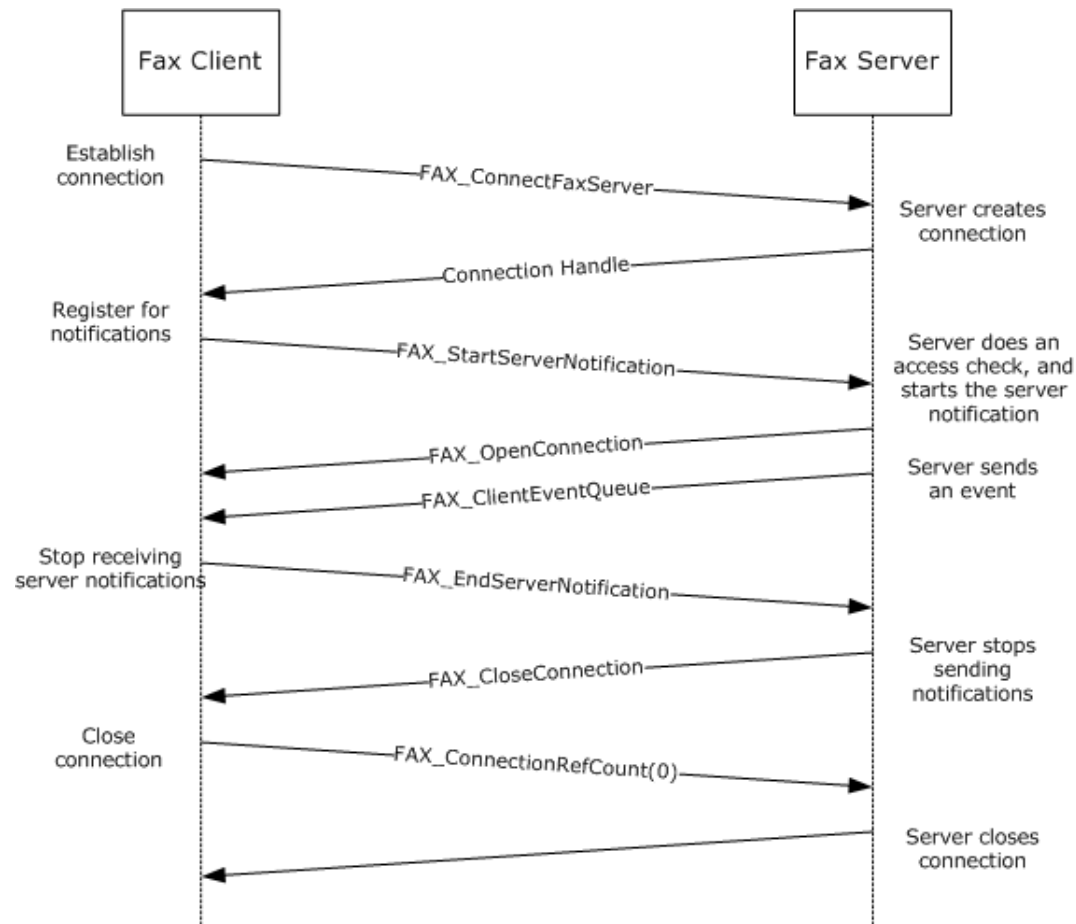 Fax Client
Fax Server
Establish
connection
FAX_ConnectFaxServer
Server creates
connection
Connection Handle
Register for
notifications
FAX_StartServerNotification
Server does an
access check, and
starts the server
notification
FAX_OpenConnection
Server sends
an event
FAX_ClientEventQueue
Stop receiving
server notifications
FAX_EndServerNotification
Server stops
sending
notifications
FAX_CloseConnection
Close
connection
FAX_ConnectionRefCount(0)
Server closes
connection